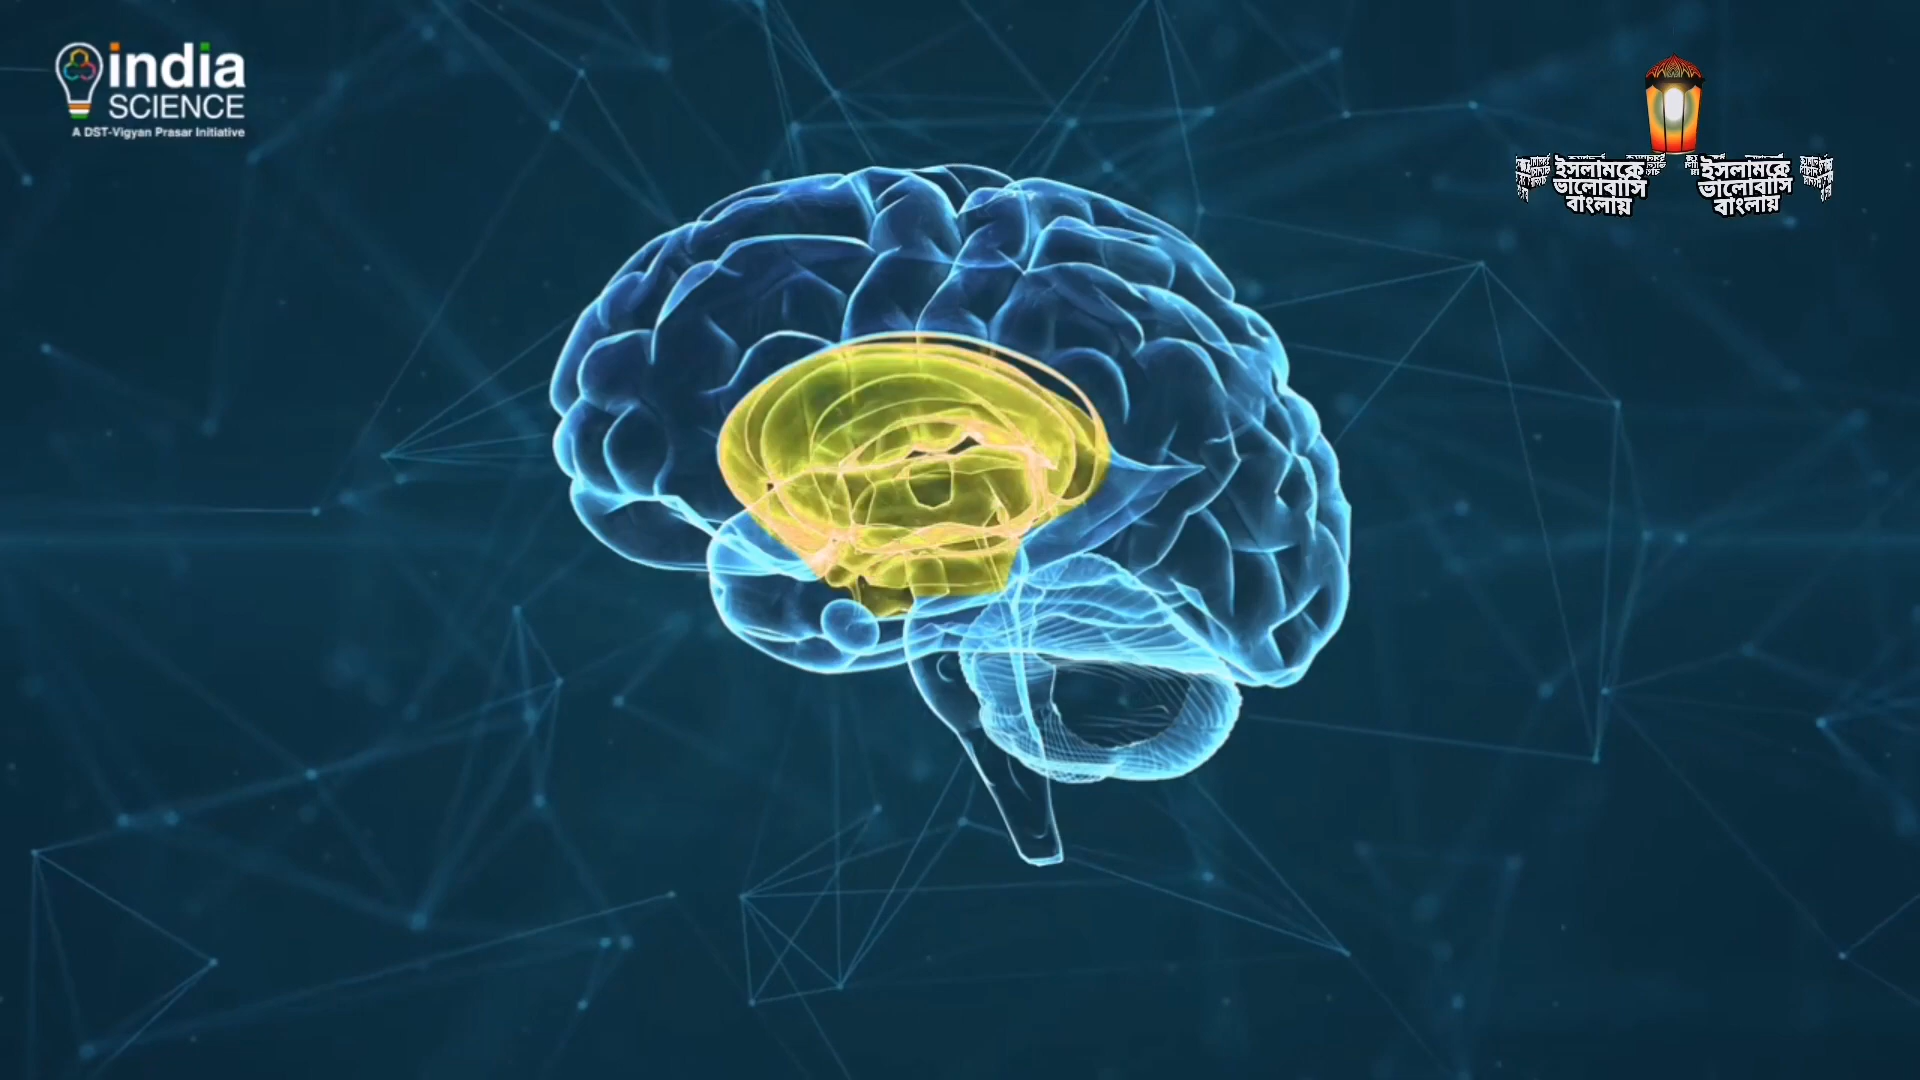 india
SCIENCE
A DST-Vigyan Prasar Initiative
ইসলামকে
ভালোবাসি
বাংলায়
ইসলামকে
ভালোবাসি
বাংলায়